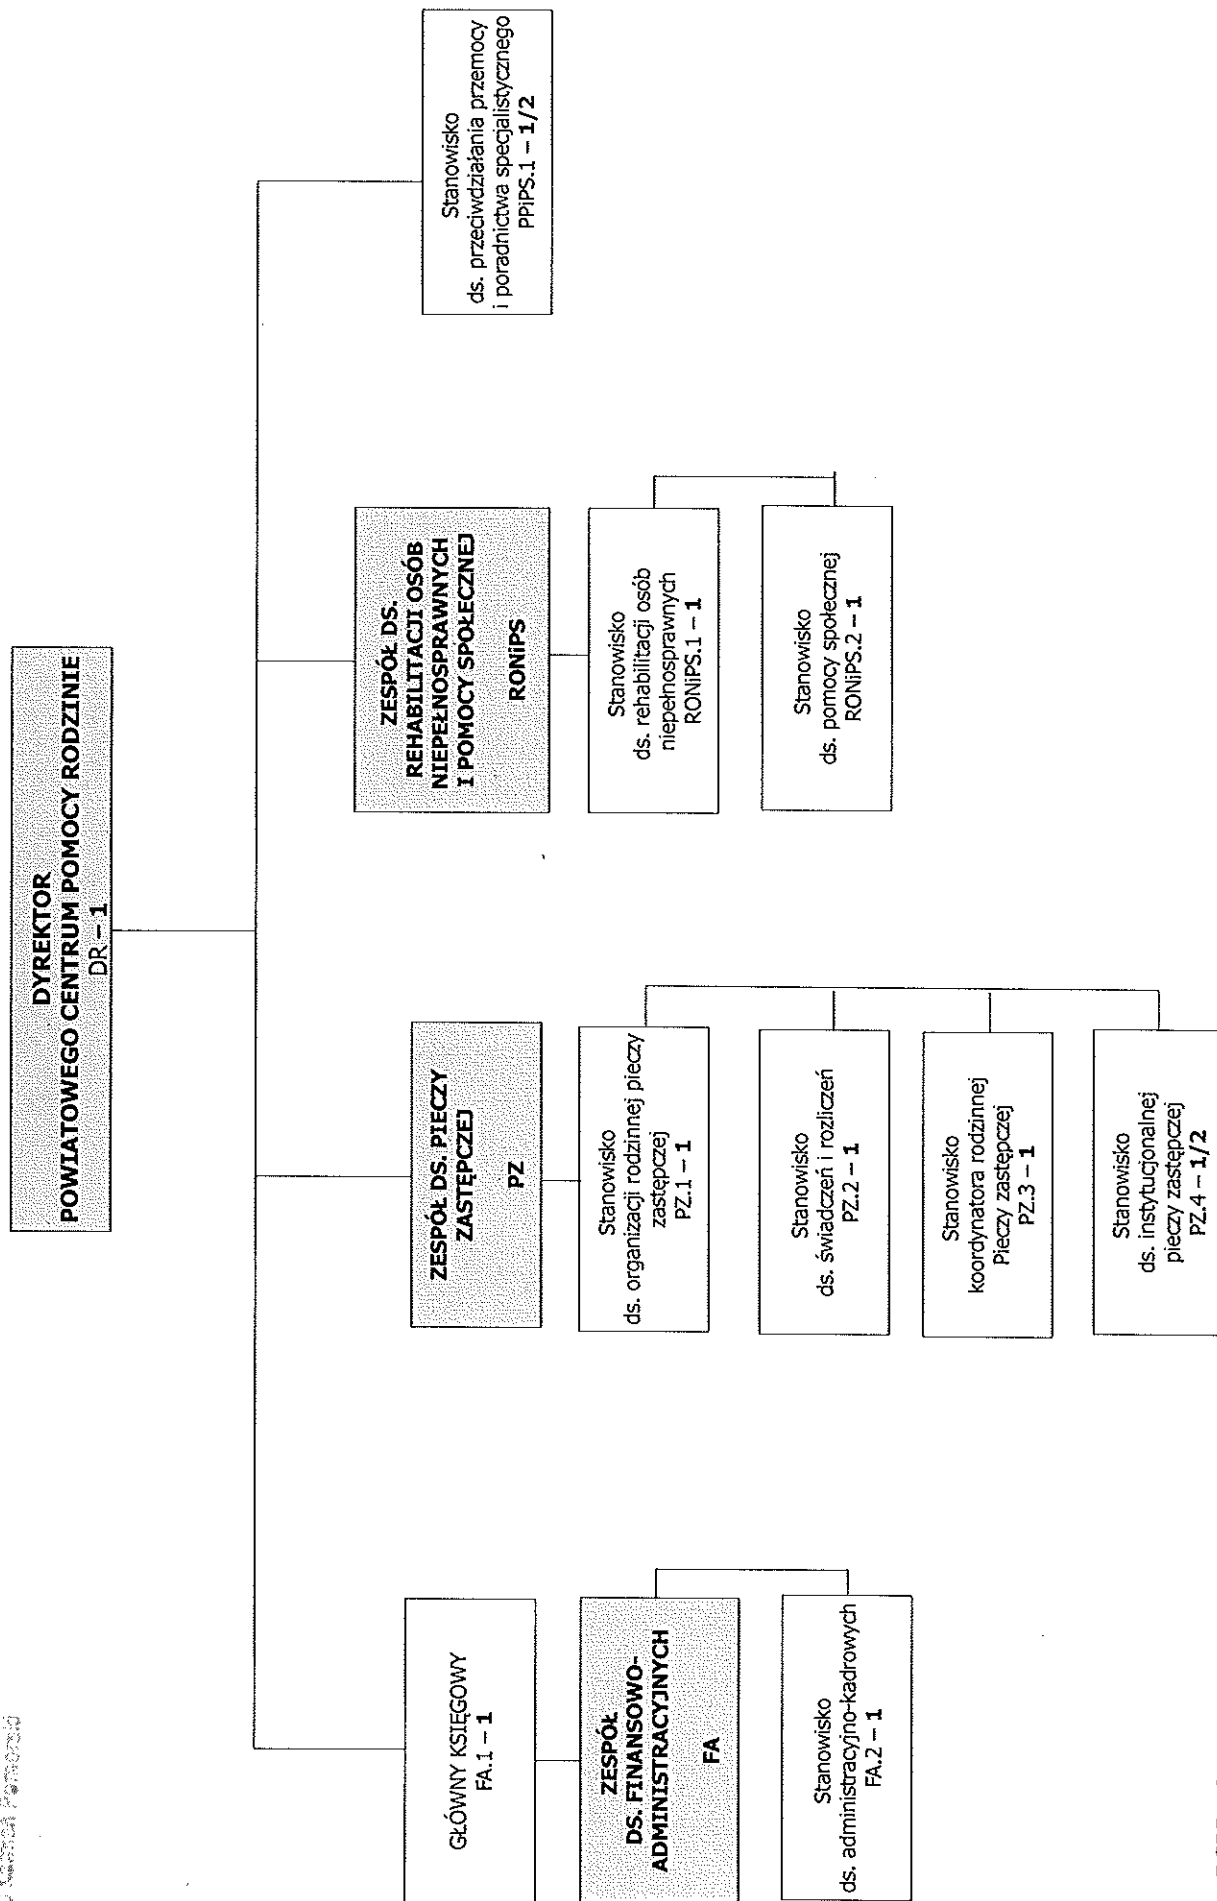 DYREKTOR
POWIATOWEGO CENTRUM POMOCY RODZINIE
DR – 1
GŁÓWNY KSIĘGOWY
FA.1 – 1
ZESPÓŁ
DS. FINANSOWO-
ADMINISTRACYJNYCH
FA
Stanowisko
ds. administracyjno-kadrowych
FA.2 – 1
ZESPÓŁ DS. PIECZY
ZASTĘPCZEJ
PZ
Stanowisko
ds. organizacji rodzinnej pieczy
zastępczej
PZ.1 – 1
Stanowisko
ds. świadczeń i rozliczeń
PZ.2 – 1
Stanowisko
koordynatora rodzinnej
Pieczy zastępczej
PZ.3 – 1
Stanowisko
ds. instytucjonalnej
pieczy zastępczej
PZ.4 – 1/2
ZESPÓŁ DS.
REHABILITACJI OSÓB
NIEPEŁNOSPRAWNYCH
I POMOCY SPOŁECZNEJ
RONiPS
Stanowisko
ds. rehabilitacji osób
niepełnosprawnych
RONiPS.1 – 1
Stanowisko
ds. pomocy społecznej
RONiPS.2 – 1
Stanowisko
ds. przeciwdziałania przemocy
i poradnictwa specjalistycznego
PPiPS.1 – 1/2